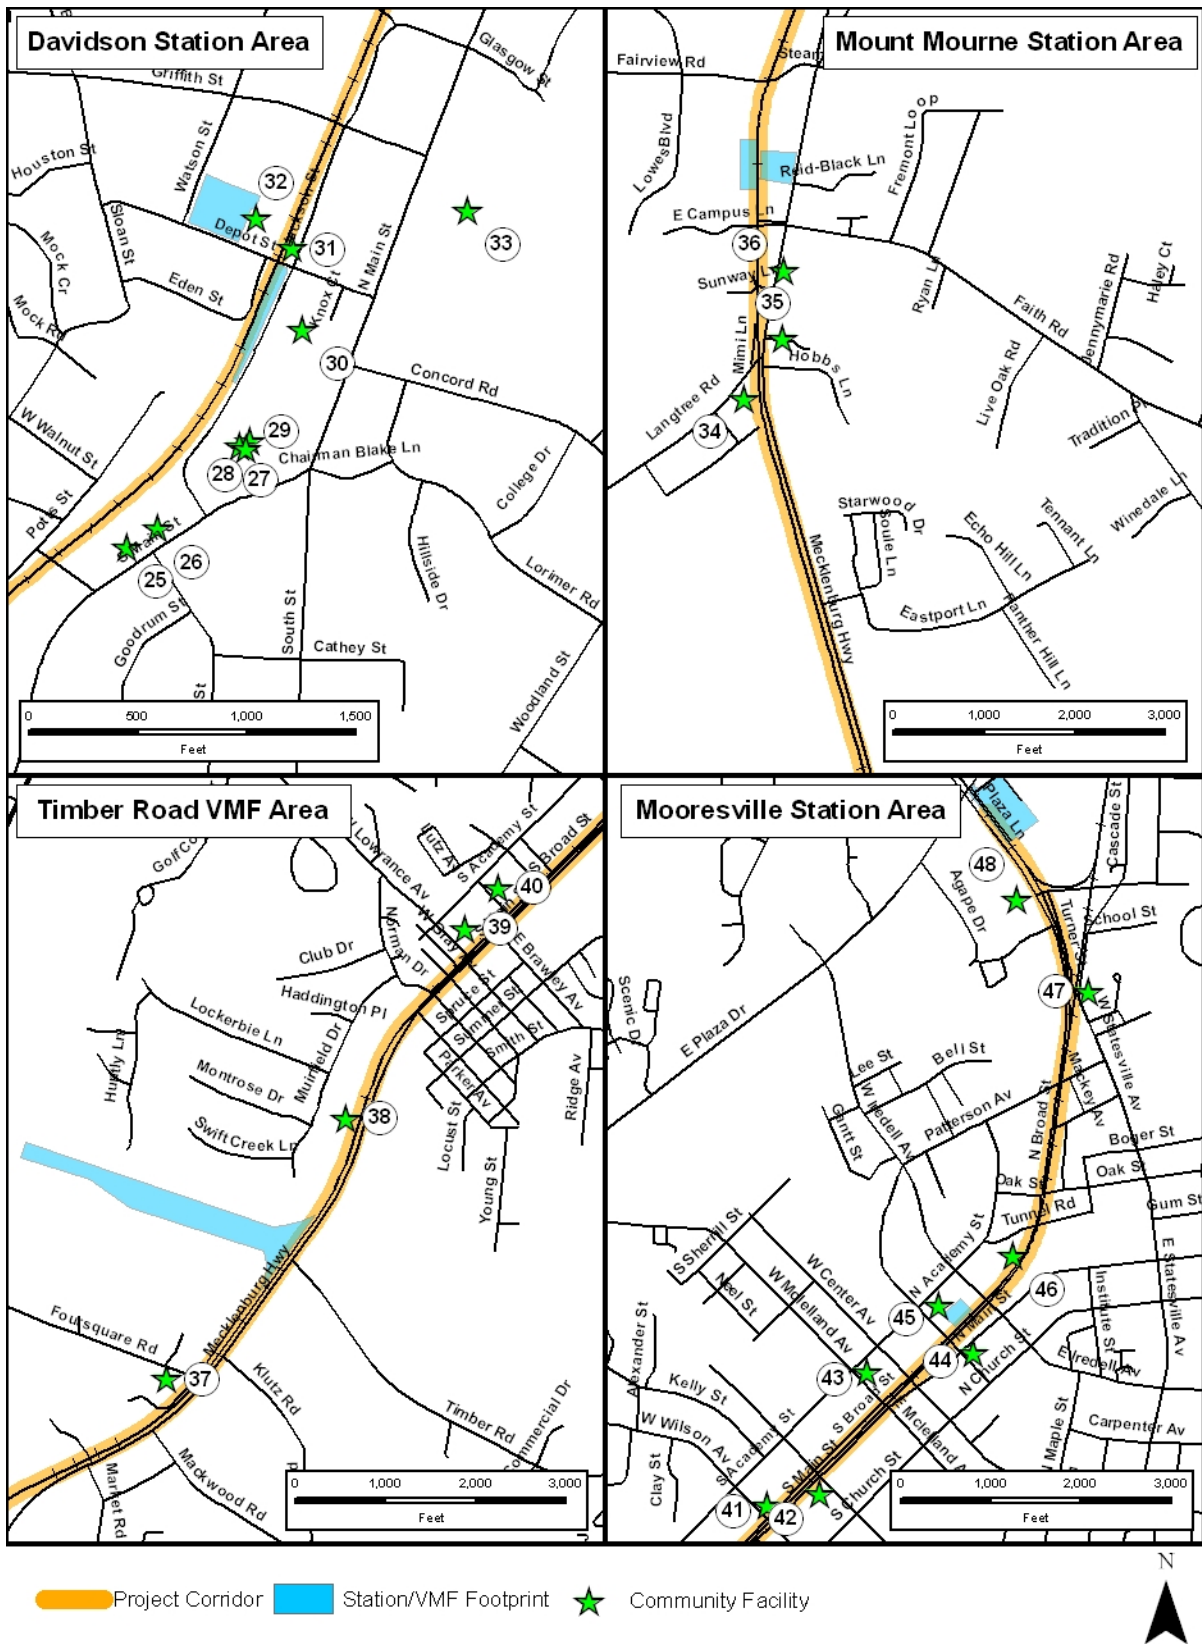 Davidson Station Area
Glasgow St
Griffith St
Houston St
Watson St
32
Jackson St
33
Sloan St
Depot St
31
N Main St
Mock Cr
Eden St
Knox Ct
Mock Rd
30
Concord Rd
W Walnut St
29
Chairman Blake Ln
28
27
College Dr
Potts St
S Main St
26
25
Hillside Dr
Lorimer Rd
Goodrum St
South St
Cathey St
St
Woodland St
0 500 1,000 1,500
Feet
Mount Mourne Station Area
Fairview Rd
Lowes Blvd
Fremont Loop
Reid-Black Ln
E Campus Ln
36
Sunway Ln
35
Ryan Ln
Faith Rd
Haley Ct
Mimi Ln
Hobbs Ln
Langtree Rd
34
Live Oak Rd
Tradition Pl
Starwood Dr
Soule Ln
Echo Hill Ln
Tennant Ln
Winedale Ln
Mecklenburg Hwy
Eastport Ln
Panther Hill Ln
0 1,000 2,000 3,000
Feet
Timber Road VMF Area
Lowrance Av
S Academy St
S Broad St
40
39
Norman Dr
Club Dr
E Brawley Av
Haddington Pl
Spruce St
Lockerbie Ln
Summer St
Smith St
Huntly Ln
Muirfield Dr
Montrose Dr
Parker Av
Ridge Av
38
Swift Creek Ln
Locust St
Young St
Mecklenburg Hwy
Foursquare Rd
37
Klutz Rd
Timber Rd
Market Rd
Mackwood Rd
0 1,000 2,000 3,000
Feet
Mooresville Station Area
Plaza Ln
Cascade St
48
Agape Dr
School St
47
Scenic D
E Plaza Dr
W Statesville Av
Lee St
Bell St
W Iredell Av
Mackey Av
Gantt St
Patterson Av
N Broad St
Boger St
Oak St
Oak St
Tunnel Rd
Gum St
S Sherrill St
N Academy St
E Statesville Av
W Center Av
W Mclelland Av
Neel St
46
Institute St
45
N Main St
Alexander St
44
N Church St
E Iredell Av
43
Kelly St
S Broad St
W Wilson Av
S Academy St
E Mclelland A
N Maple St
Carpenter Av
Clay St
S Main St
S Church St
41
42
0 1,000 2,000 3,000
Feet
Project Corridor
Station/VMF Footprint
Community Facility
N